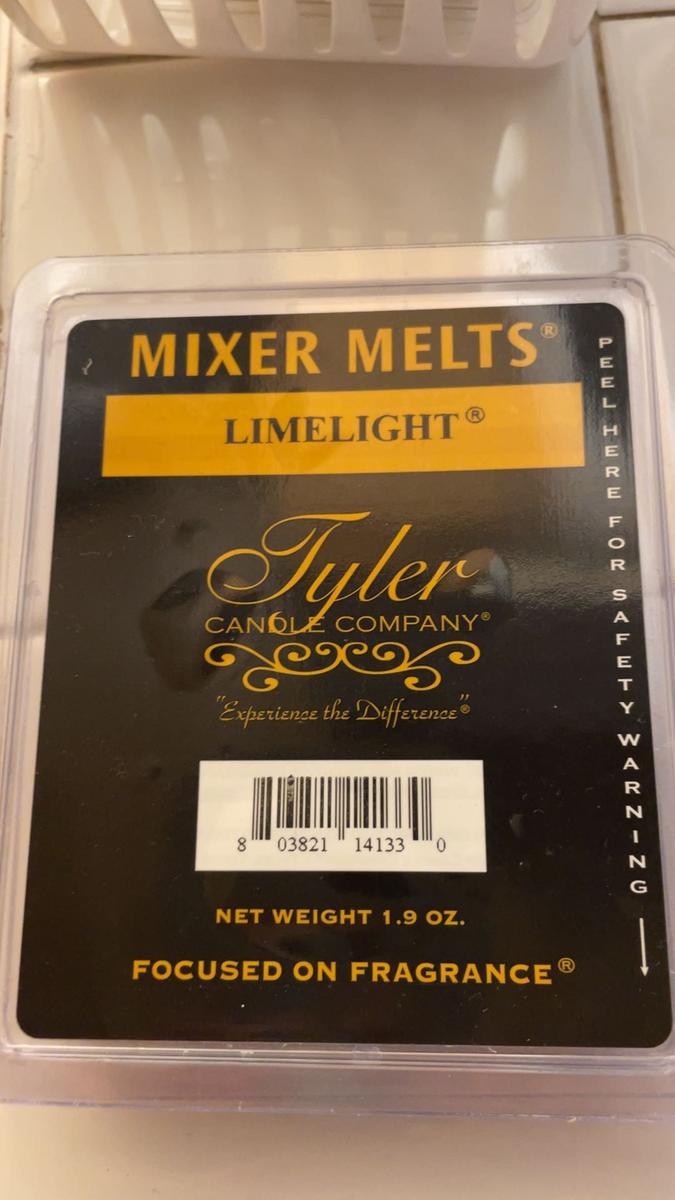 MIXER MELTS®
LIMELIGHT®
Tyler
CANDLE COMPANY®
"Experience the Difference"®
8 03821 14133 0
NET WEIGHT 1.9 OZ.
FOCUSED ON FRAGRANCE®
PEEL HERE FOR SAFETY WARNING